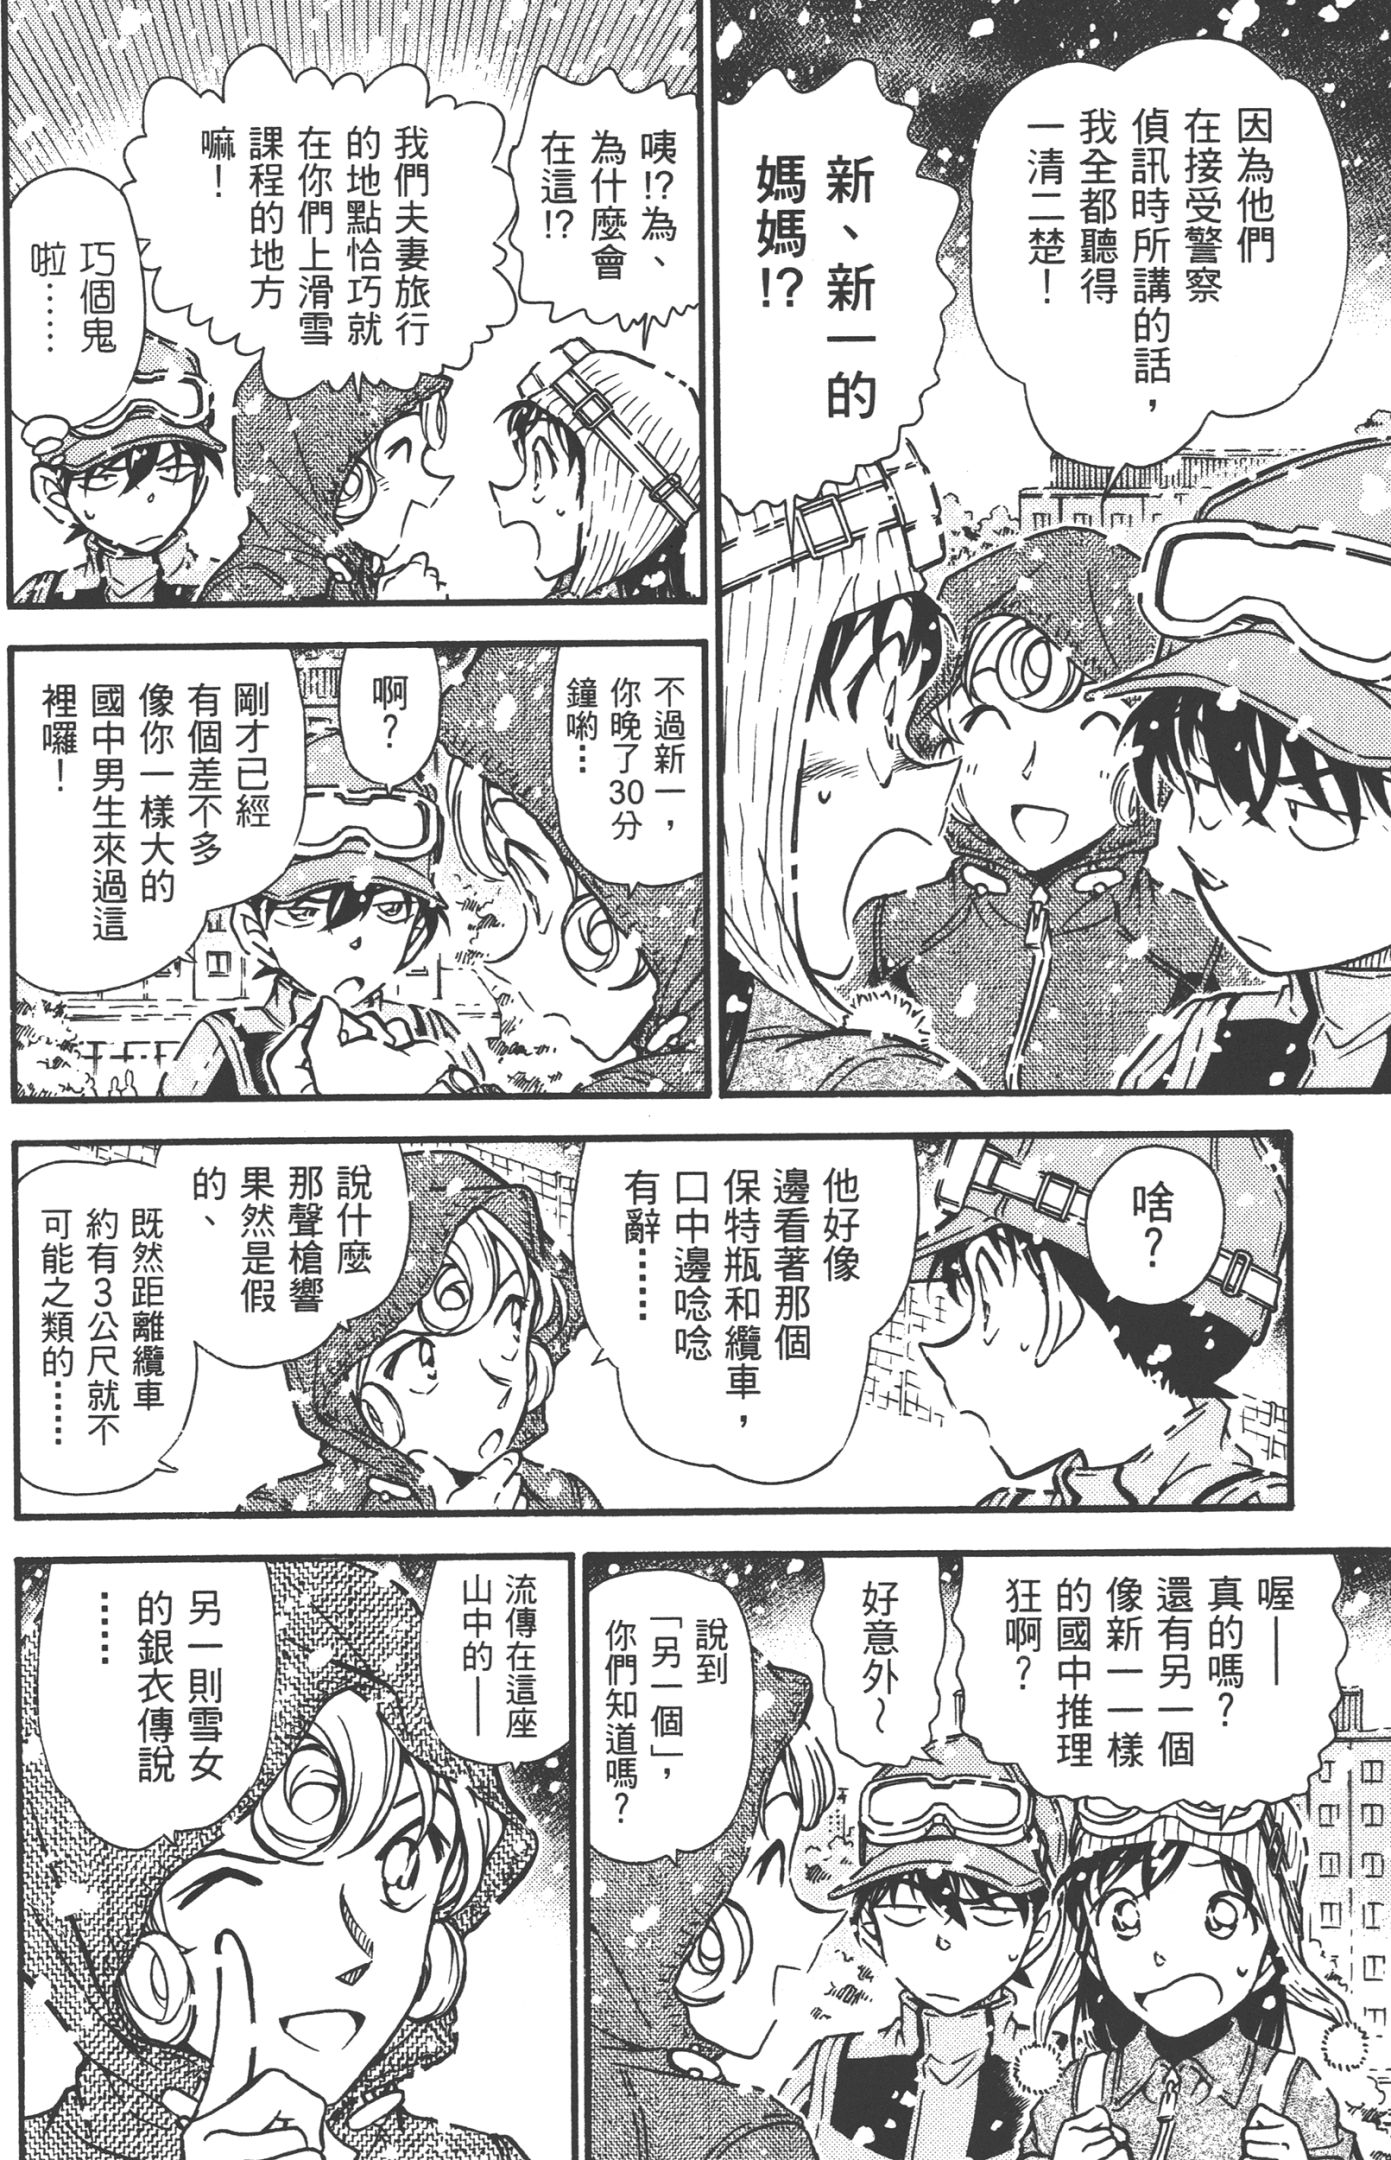 因為他們
在接受警察
偵訊時所講的話，
我全都聽得
一清二楚！
新、新一的
媽媽!?
咦!?為、
為什麼會
在這!?
我們夫妻旅行
的地點恰巧就
在你們上滑雪
課程的地方
嘛！
巧個鬼
啦……
不過新一，
你晚了30分
鐘喲…
啊？
剛才已經
有個差不多
像你一樣大的
國中男生來過這
裡囉！
啥？
他好像
邊看著那個
保特瓶和纜車，
口中邊唸唸
有辭……
說什麼
那聲槍響
果然是假
的、
既然距離纜車
約有3公尺就不
可能之類的……
喔——
真的嗎？
還有另一個
像新一一樣
的國中推理
狂啊？
好意外～
說到
「另一個」，
你們知道嗎？
流傳在這座
山中的——
另一則雪女
的銀衣傳說
……